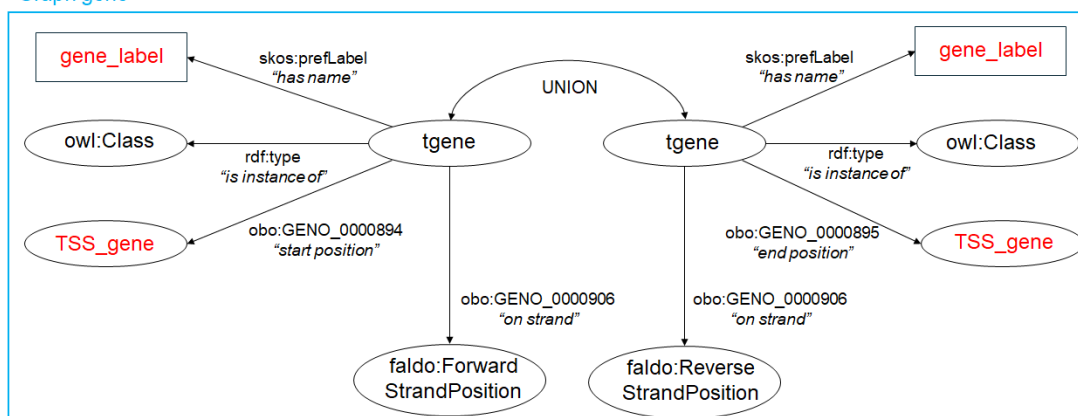 Graph gene
gene_label
skos:prefLabel
"has name"
owl:Class
rdf:type
"is instance of"
tgene
TSS_gene
obo:GENO_0000894
"start position"
obo:GENO_0000906
"on strand"
faldo:Forward
StrandPosition
UNION
gene_label
skos:prefLabel
"has name"
tgene
owl:Class
rdf:type
"is instance of"
TSS_gene
obo:GENO_0000895
"end position"
obo:GENO_0000906
"on strand"
faldo:Reverse
StrandPosition